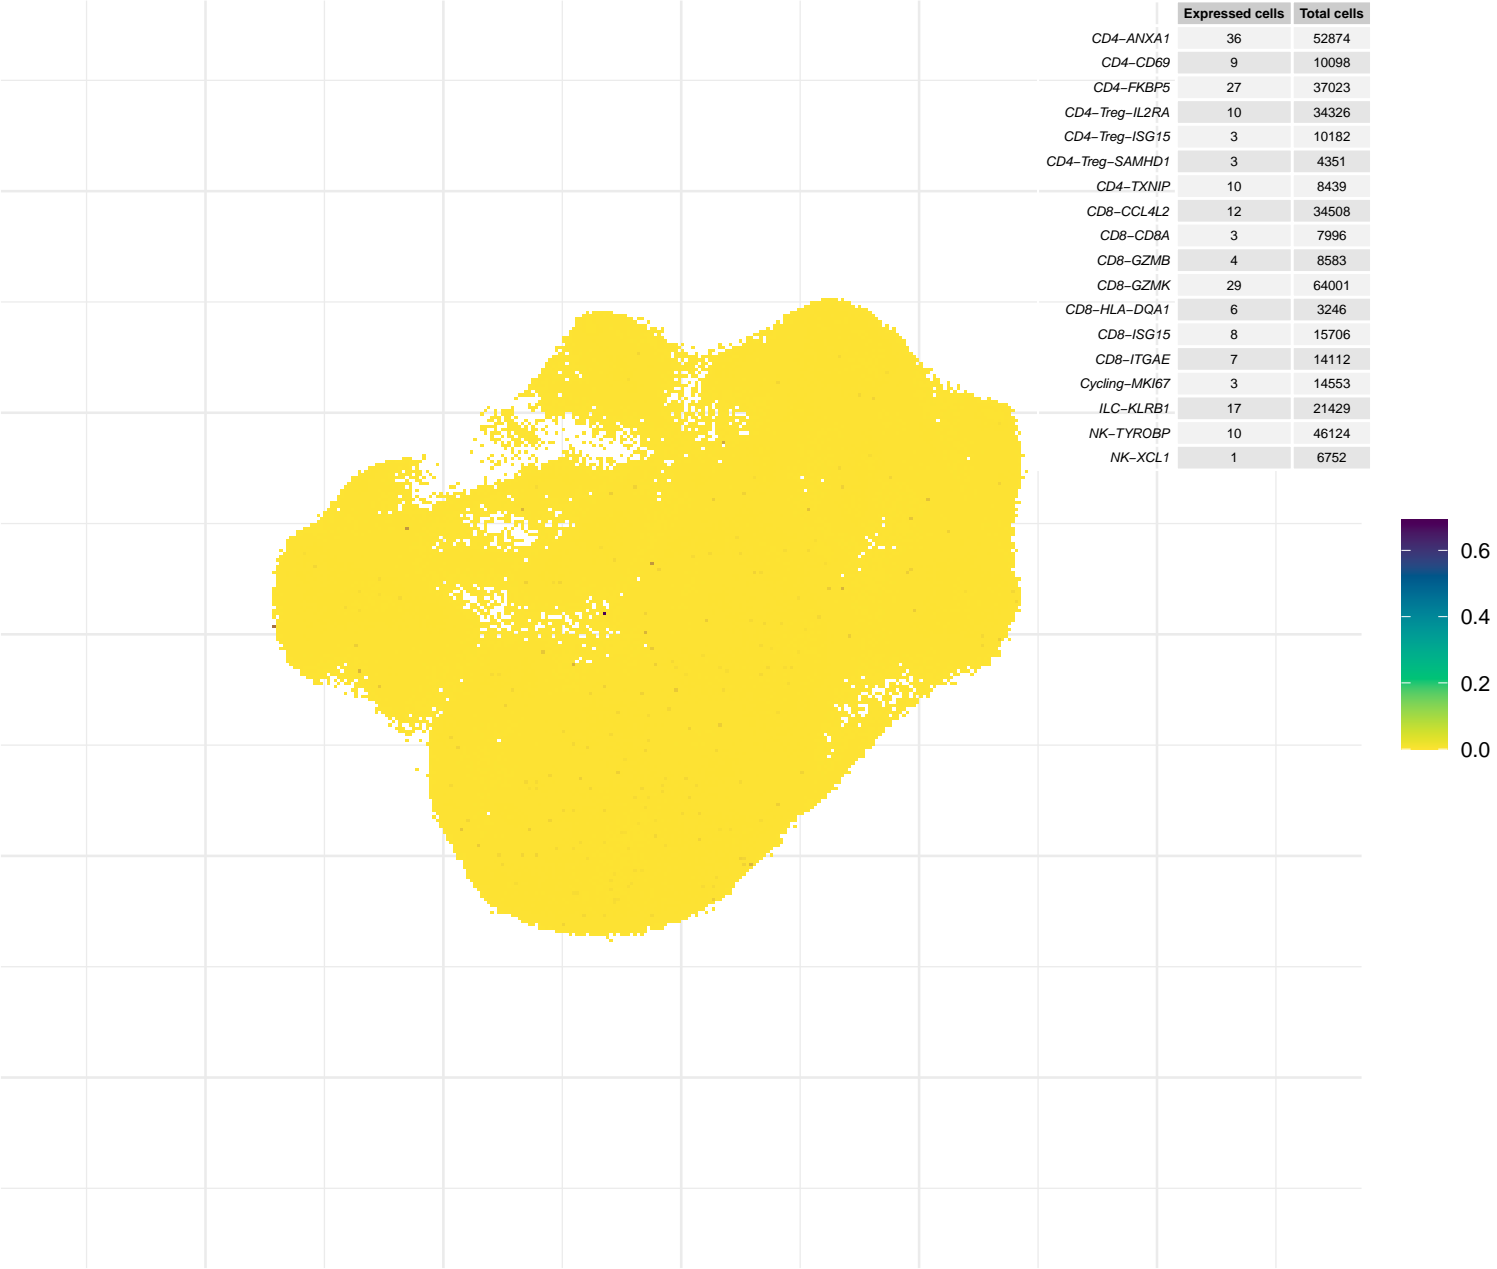 Expressed cells Total cells
CD4−ANXA1 36 52874
CD4−CD69 9 10098
CD4−FKBP5 27 37023
CD4−Treg−IL2RA 10 34326
CD4−Treg−ISG15 3 10182
CD4−Treg−SAMHD1 3 4351
CD4−TXNIP 10 8439
CD8−CCL4L2 12 34508
CD8−CD8A 3 7996
CD8−GZMB 4 8583
CD8−GZMK 29 64001
CD8−HLA−DQA1 6 3246
CD8−ISG15 8 15706
CD8−ITGAE 7 14112
Cycling−MKI67 3 14553
ILC−KLRB1 17 21429
NK−TYROBP 10 46124
NK−XCL1 1 6752
0.6
0.4
0.2
0.0